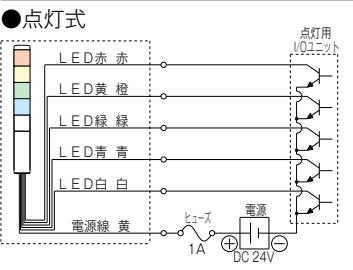 ●点灯式
点灯用
I/Oユニット
LED赤 赤
LED黄 橙
LED緑 緑
LED青 青
LED白 白
電源線 黄
ヒューズ
1A
電源
DC 24V